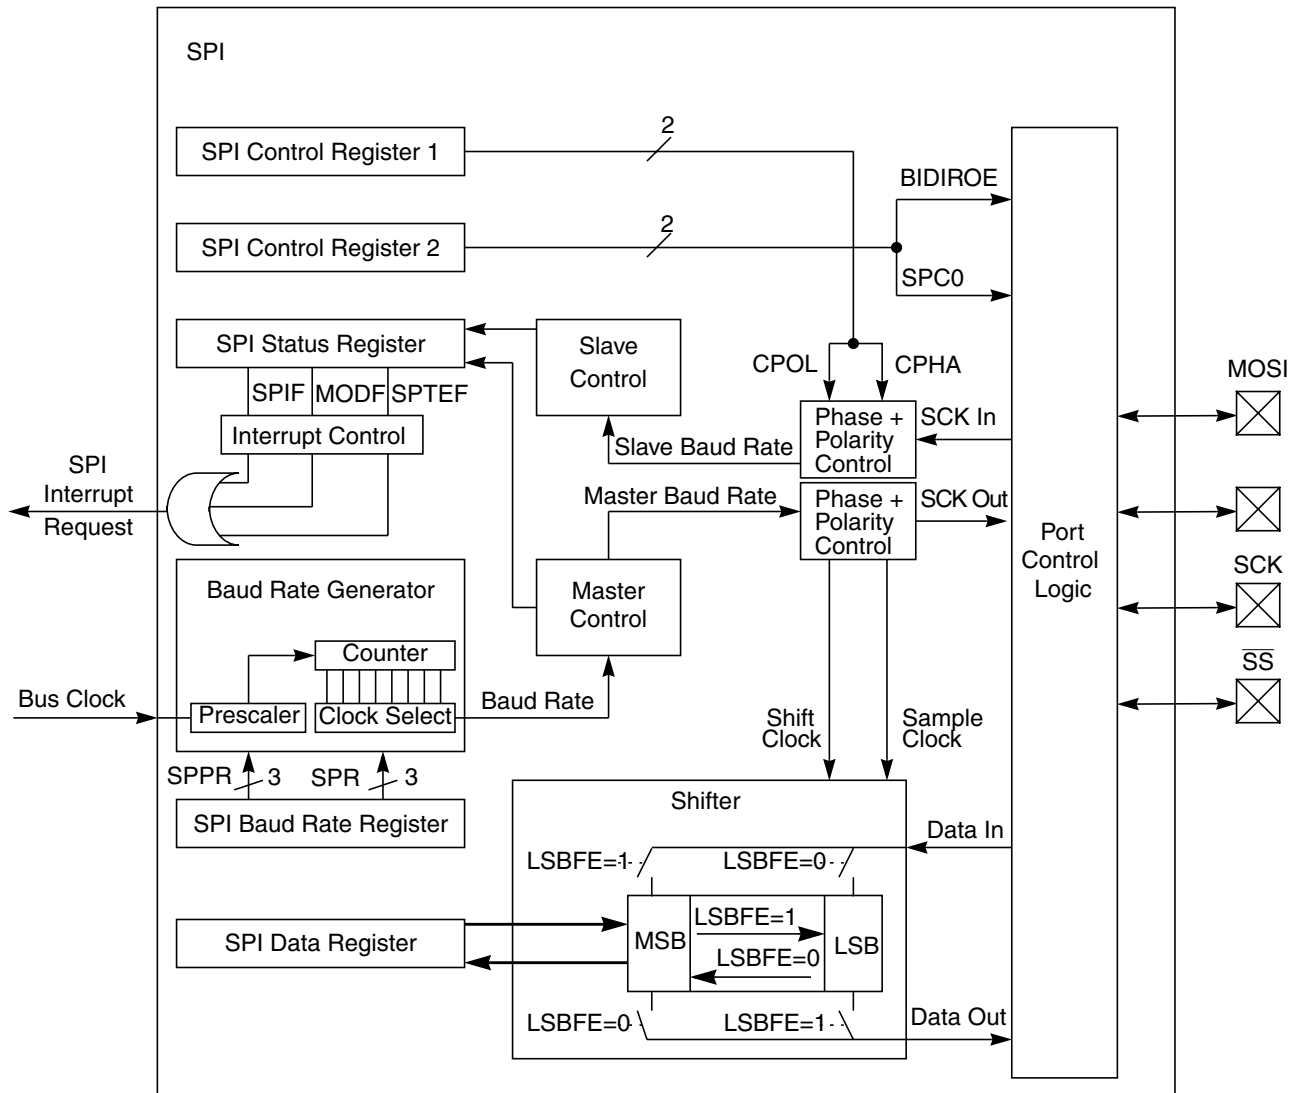 SPI
SPI Control Register 1
2
BIDIROE
SPI Control Register 2
2
SPC0
SPI Status Register
Slave
Control
CPOL
CPHA
MOSI
SPIF
MODF
SPTEF
Interrupt Control
Phase +
Polarity
Control
SCK In
Slave Baud Rate
SPI
Interrupt
Request
Master Baud Rate
Phase +
Polarity
Control
SCK Out
Port
Control
Logic
SCK
Baud Rate Generator
Master
Control
Counter
SS
Bus Clock
Prescaler
Clock Select
Baud Rate
Shift
Clock
Sample
Clock
SPPR
3
SPR
3
SPI Baud Rate Register
Shifter
Data In
LSBFE=1
LSBFE=0
SPI Data Register
MSB
LSBFE=1
LSBFE=0
LSB
LSBFE=0
LSBFE=1
Data Out